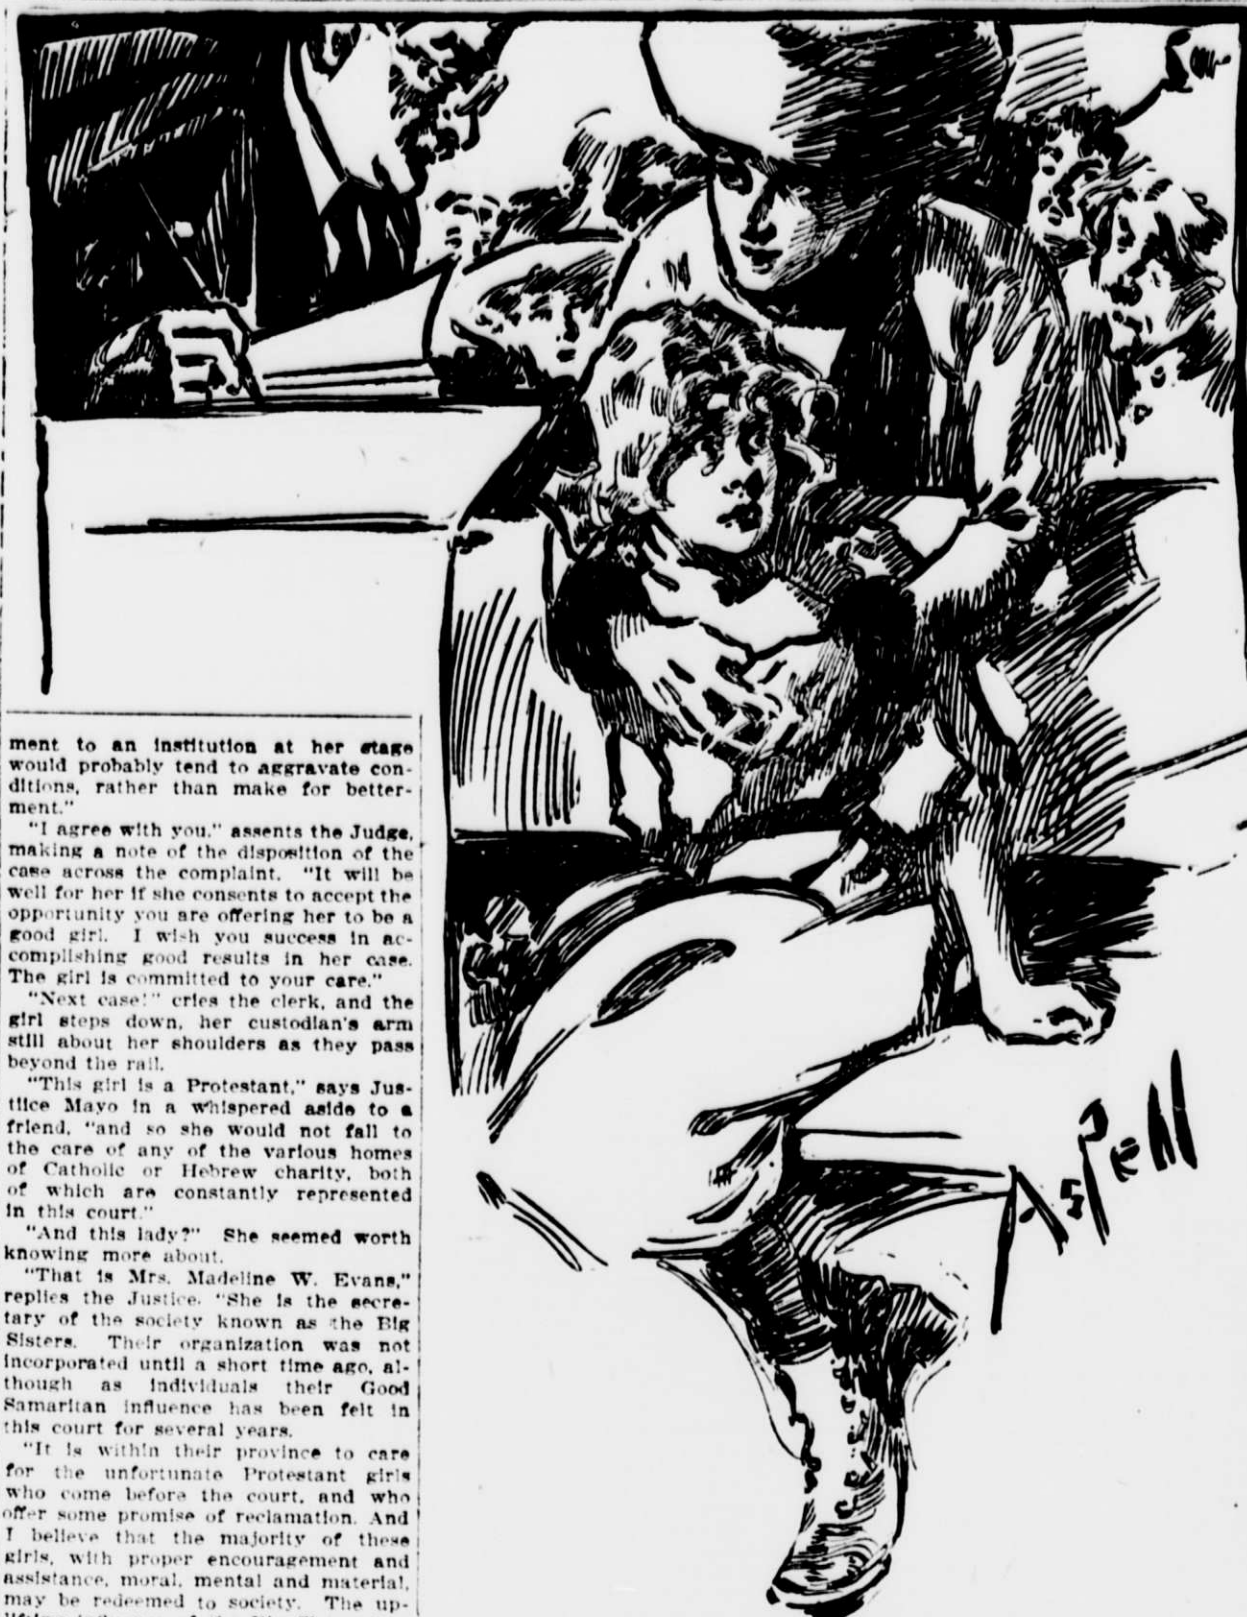 ment to an institution at her stage
would probably tend to aggravate con-
ditions, rather than make for better-
ment."
"I agree with you," assents the Judge,
making a note of the disposition of the
case across the complaint. "It will be
well for her if she consents to accept the
opportunity you are offering her to be a
good girl. I wish you success in ac-
complishing good results in her case.
The girl is committed to your care."
"Next case!" cries the clerk, and the
girl steps down, her custodian's arm
still about her shoulders as they pass
beyond the rail.
"This girl is a Protestant," says Jus-
tiice Mayo in a whispered aside to a
friend, "and so she would not fall to
the care of any of the various homes
of Catholic or Hebrew charity, both
of which are constantly represented
in this court."
"And this lady?" She seemed worth
knowing more about.
"That is Mrs. Madeline W. Evans,"
replies the Justice. "She is the secre-
tary of the society known as the Big
Sisters. Their organization was not
incorporated until a short time ago, al-
though as individuals their Good
Samaritan influence has been felt in
this court for several years.
"It is within their province to care
for the unfortunate Protestant girls
who come before the court, and who
offer some promise of reclamation. And
I believe that the majority of these
girls, with proper encouragement and
assistance, moral, mental and material,
may be redeemed to society. The up-
Aspell